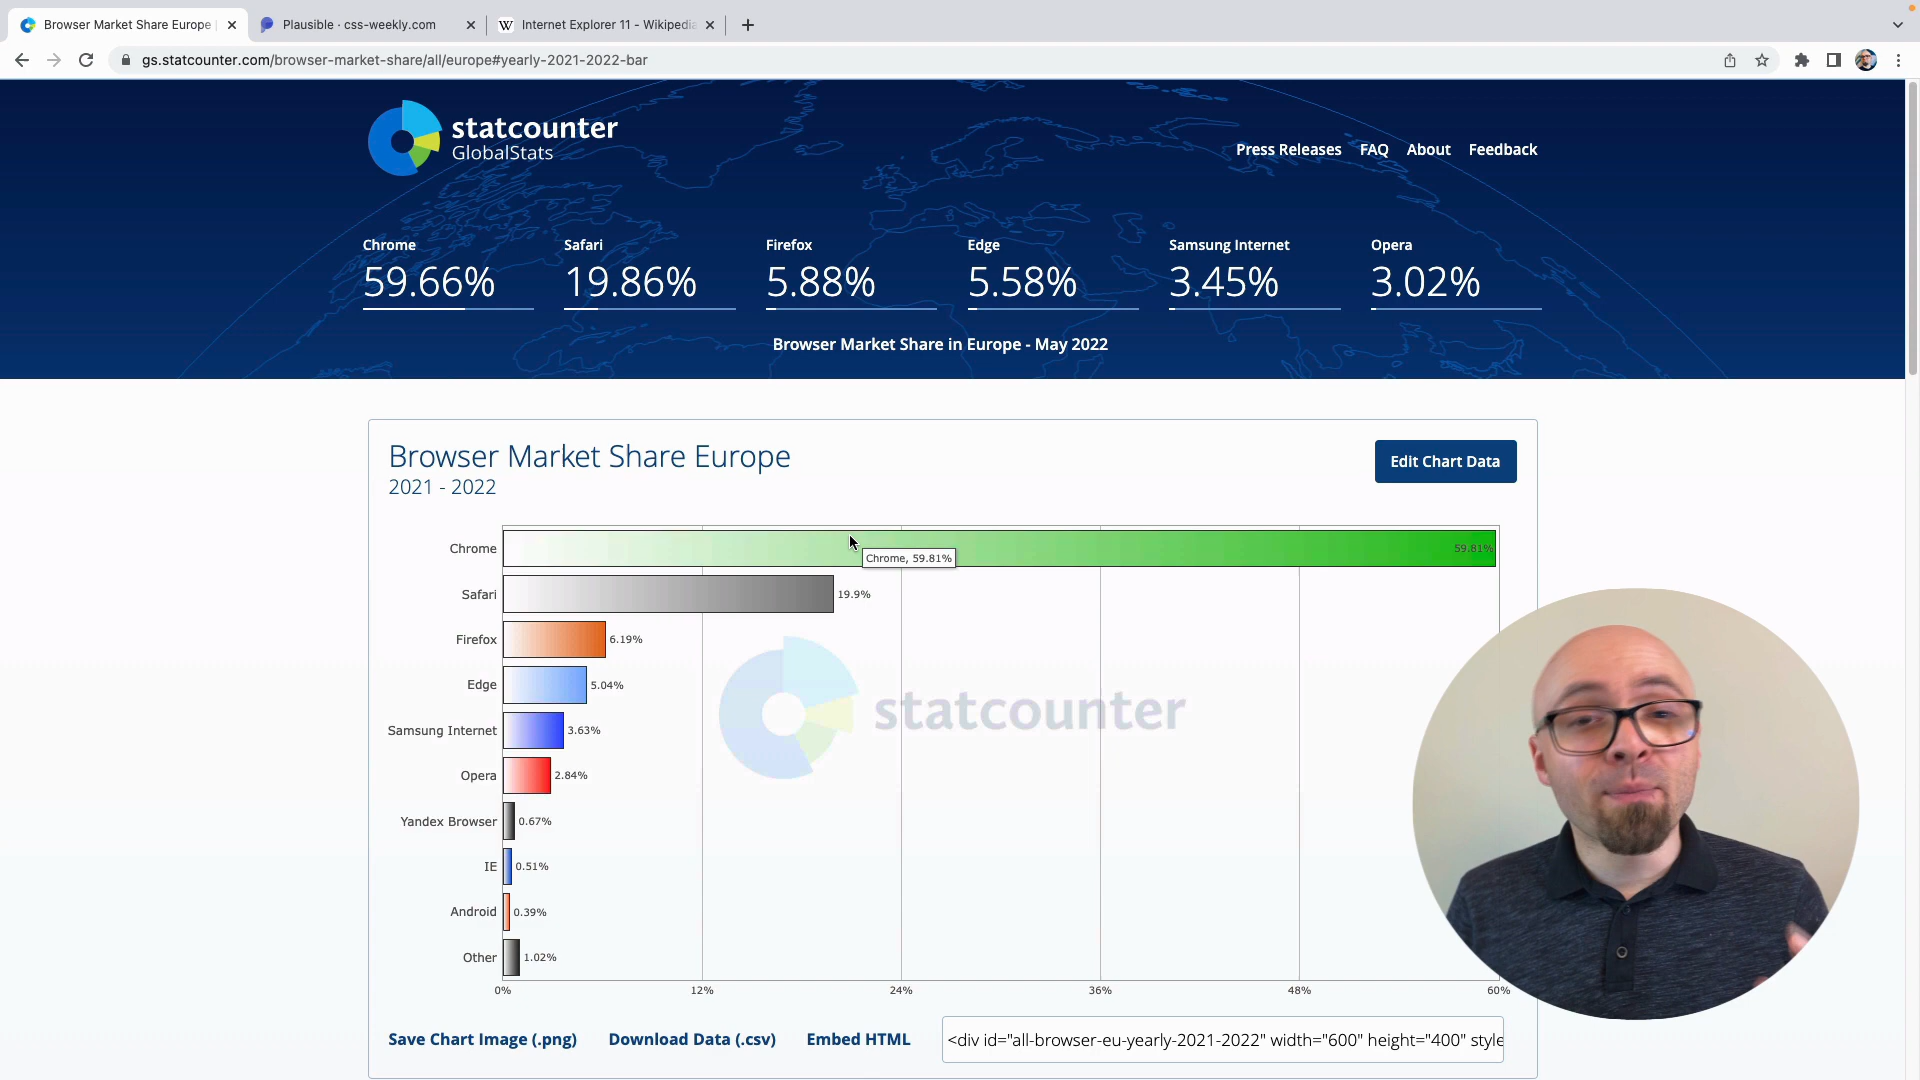 Browser Market Share Europe
Plausible · css-weekly.com
Internet Explorer 11 - Wikipedia
gs.statcounter.com/browser-market-share/all/europe#yearly-2021-2022-bar
statcounter
GlobalStats
Press Releases FAQ About Feedback
Chrome Safari Firefox Edge Samsung Internet Opera
59.66% 19.86% 5.88% 5.58% 3.45% 3.02%
Browser Market Share in Europe - May 2022
Browser Market Share Europe
2021 - 2022
Edit Chart Data
Chrome 59.81%
Chrome, 59.81%
Safari 19.9%
Firefox 6.19%
Edge 5.04%
statcounter
Samsung Internet 3.63%
Opera 2.84%
Yandex Browser 0.67%
IE 0.51%
Android 0.39%
Other 1.02%
0% 12% 24% 36% 48% 60%
Save Chart Image (.png) Download Data (.csv) Embed HTML <div id="all-browser-eu-yearly-2021-2022" width="600" height="400" style